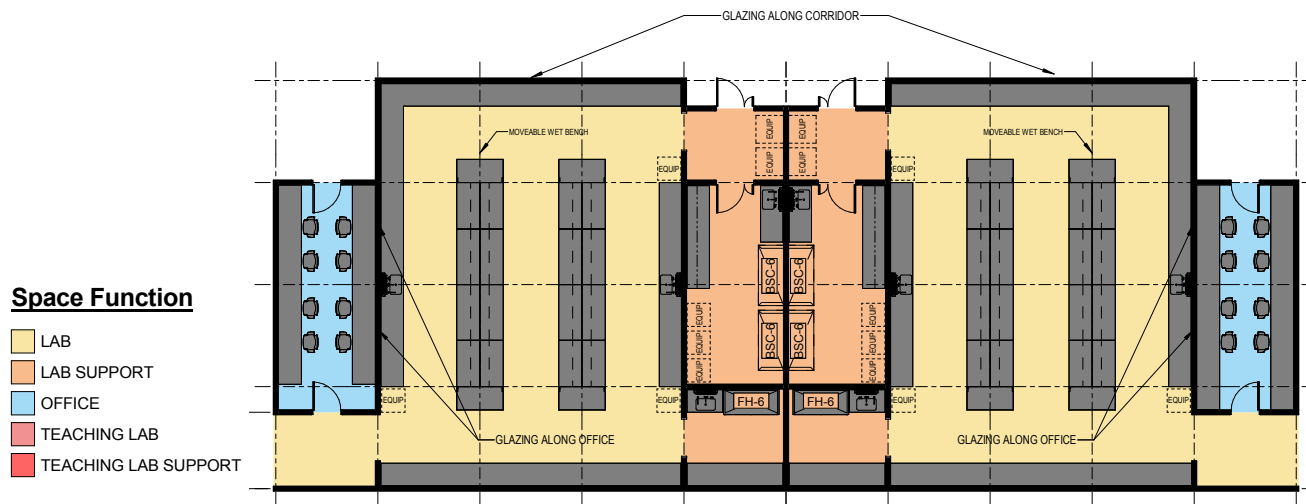 GLAZING ALONG CORRIDOR
MOVEABLE WET BENCH
MOVEABLE WET BENCH
EQUIP
EQUIP
EQUIP
EQUIP
EQUIP
EQUIP
BSC-6
BSC-6
BSC-6
BSC-6
EQUIP
EQUIP
EQUIP
EQUIP
EQUIP
EQUIP
EQUIP
EQUIP
EQUIP
EQUIP
FH-6
FH-6
GLAZING ALONG OFFICE
GLAZING ALONG OFFICE
Space Function
LAB
LAB SUPPORT
OFFICE
TEACHING LAB
TEACHING LAB SUPPORT